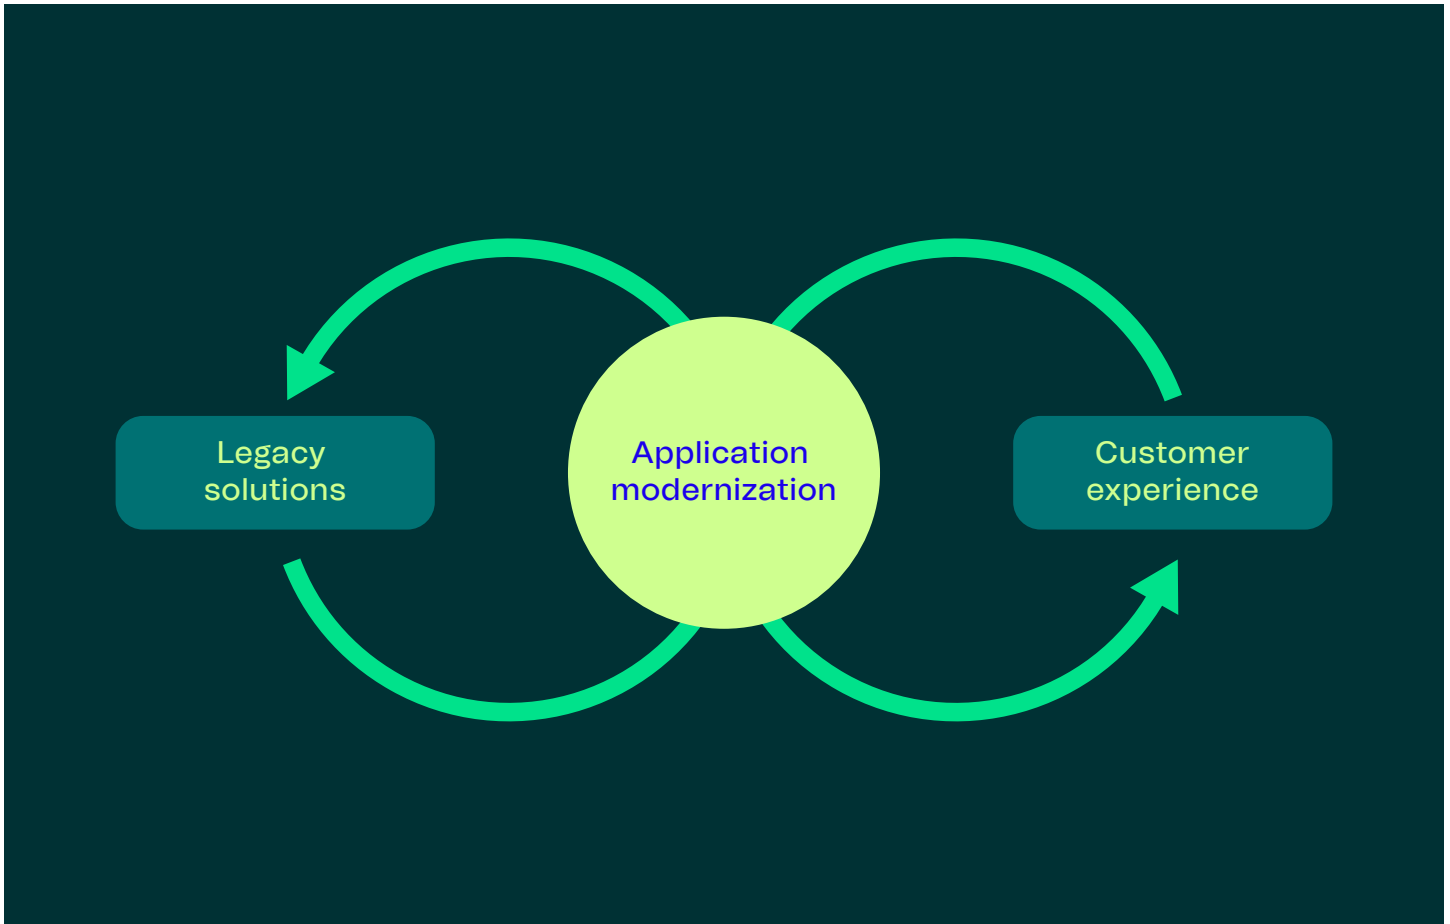 Legacy
solutions
Application
modernization
Customer
experience